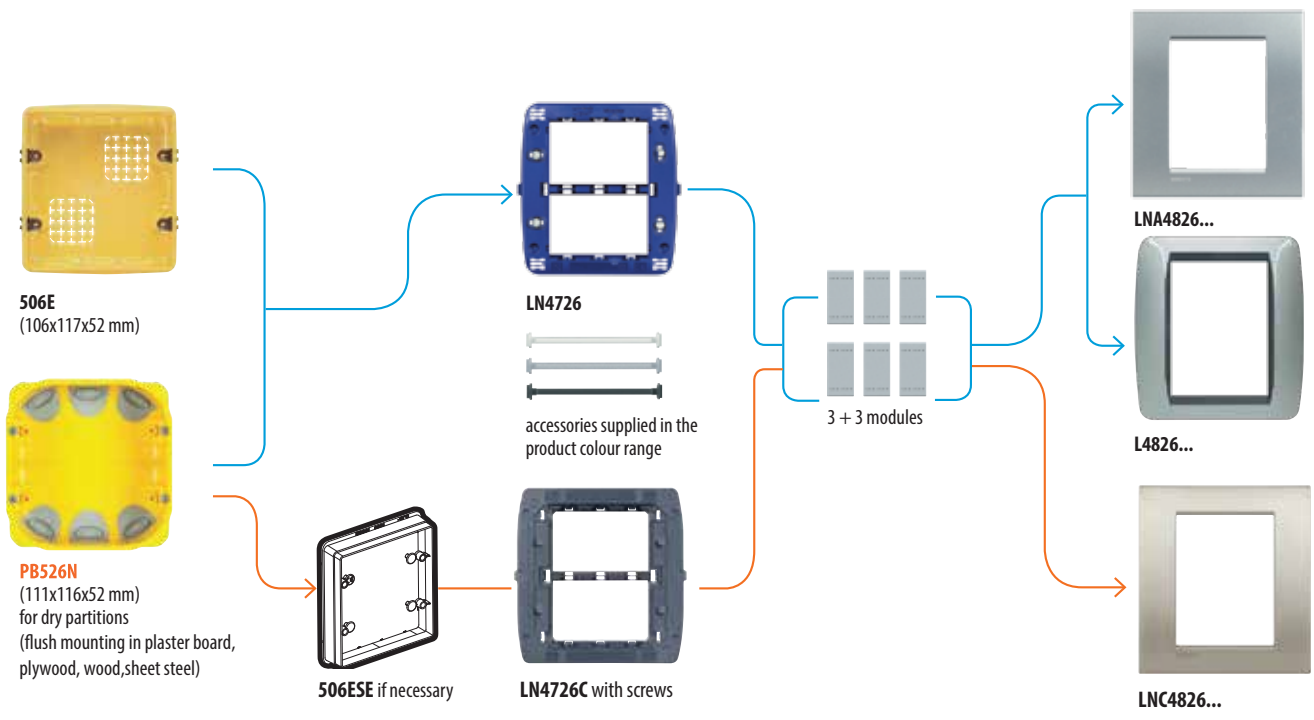 506E
(106x117x52 mm)
PB526N
(111x116x52 mm)
for dry partitions
(flush mounting in plaster board,
plywood, wood,sheet steel)
506ESE if necessary
LN4726
accessories supplied in the
product colour range
LN4726C with screws
3 + 3 modules
LNA4826...
L4826...
LNC4826...